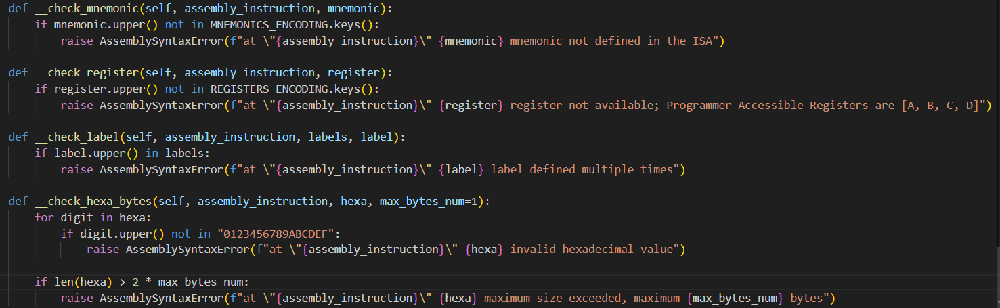 def __check_mnemonic(self, assembly_instruction, mnemonic):
    if mnemonic.upper() not in MNEMONICS_ENCODING.keys():
        raise AssemblySyntaxError(f"at \"{assembly_instruction}\" {mnemonic} mnemonic not defined in the ISA")

def __check_register(self, assembly_instruction, register):
    if register.upper() not in REGISTERS_ENCODING.keys():
        raise AssemblySyntaxError(f"at \"{assembly_instruction}\" {register} register not available; Programmer-Accessible Registers are [A, B, C, D]")

def __check_label(self, assembly_instruction, labels, label):
    if label.upper() in labels:
        raise AssemblySyntaxError(f"at \"{assembly_instruction}\" {label} label defined multiple times")

def __check_hexa_bytes(self, assembly_instruction, hexa, max_bytes_num=1):
    for digit in hexa:
        if digit.upper() not in "0123456789ABCDEF":
            raise AssemblySyntaxError(f"at \"{assembly_instruction}\" {hexa} invalid hexadecimal value")

    if len(hexa) > 2 * max_bytes_num:
        raise AssemblySyntaxError(f"at \"{assembly_instruction}\" {hexa} maximum size exceeded, maximum {max_bytes_num} bytes")